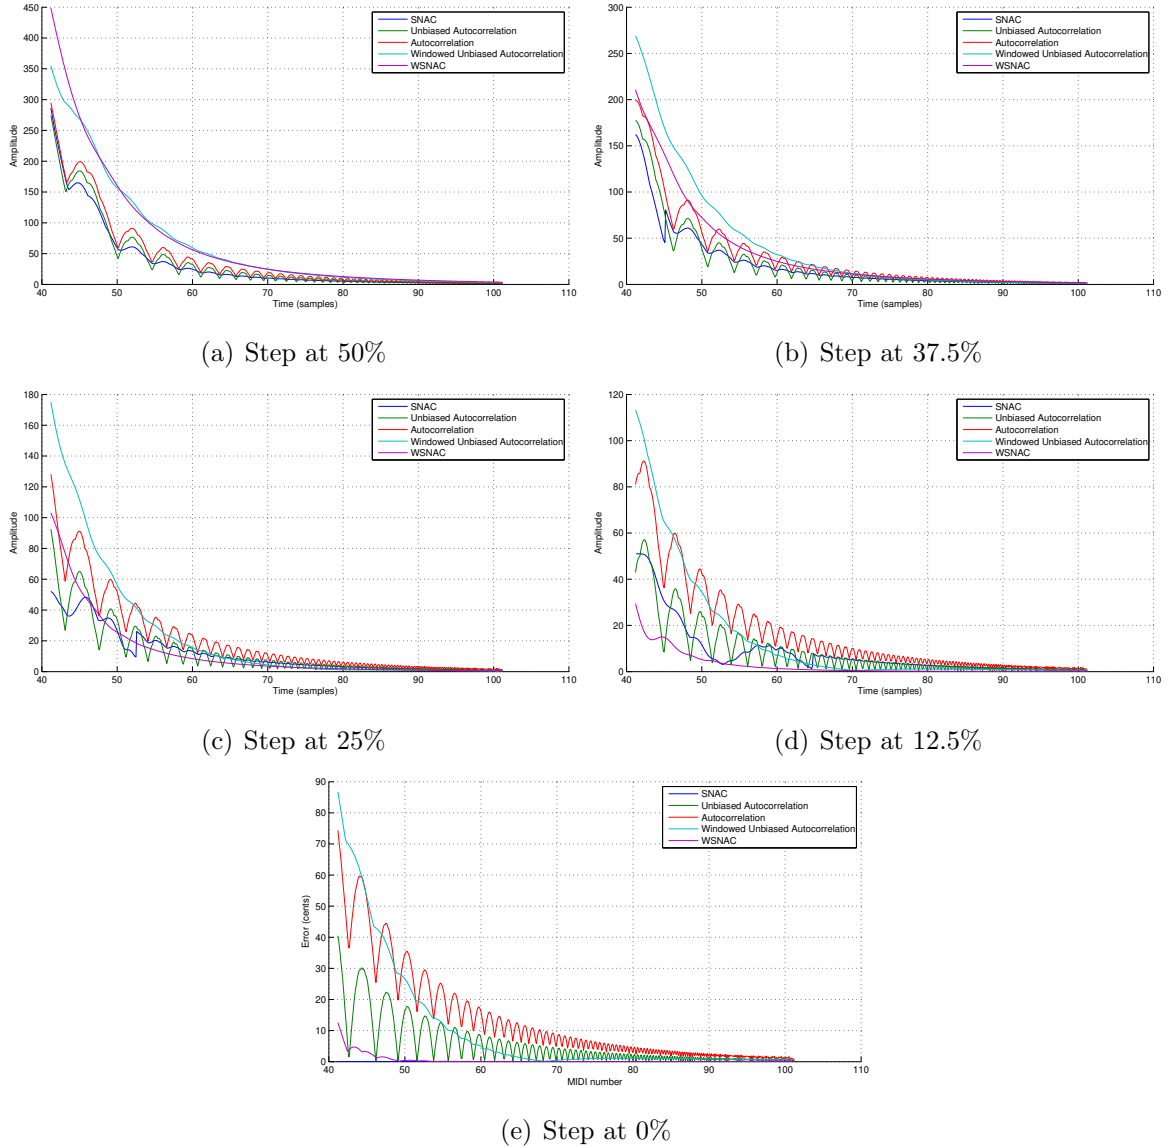 450
400
350
300
250
200
150
100
50
0
Amplitude
40 50 60 70 80 90 100 110
Time (samples)
SNAC
Unbiased Autocorrelation
Autocorrelation
Windowed Unbiased Autocorrelation
WSNAC
(a) Step at 50%
300
250
200
150
100
50
0
Amplitude
40 50 60 70 80 90 100 110
Time (samples)
SNAC
Unbiased Autocorrelation
Autocorrelation
Windowed Unbiased Autocorrelation
WSNAC
(b) Step at 37.5%
180
160
140
120
100
80
60
40
20
0
Amplitude
40 50 60 70 80 90 100 110
Time (samples)
SNAC
Unbiased Autocorrelation
Autocorrelation
Windowed Unbiased Autocorrelation
WSNAC
(c) Step at 25%
120
100
80
60
40
20
0
Amplitude
40 50 60 70 80 90 100 110
Time (samples)
SNAC
Unbiased Autocorrelation
Autocorrelation
Windowed Unbiased Autocorrelation
WSNAC
(d) Step at 12.5%
90
80
70
60
50
40
30
20
10
0
Error (cents)
40 50 60 70 80 90 100 110
MIDI number
SNAC
Unbiased Autocorrelation
Autocorrelation
Windowed Unbiased Autocorrelation
WSNAC
(e) Step at 0%